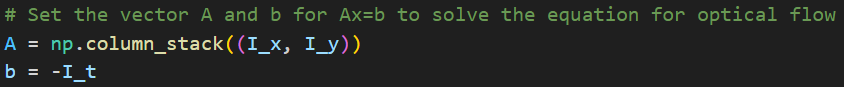 # Set the vector A and b for Ax=b to solve the equation for optical flow
A = np.column_stack((I_x, I_y))
b = -I_t